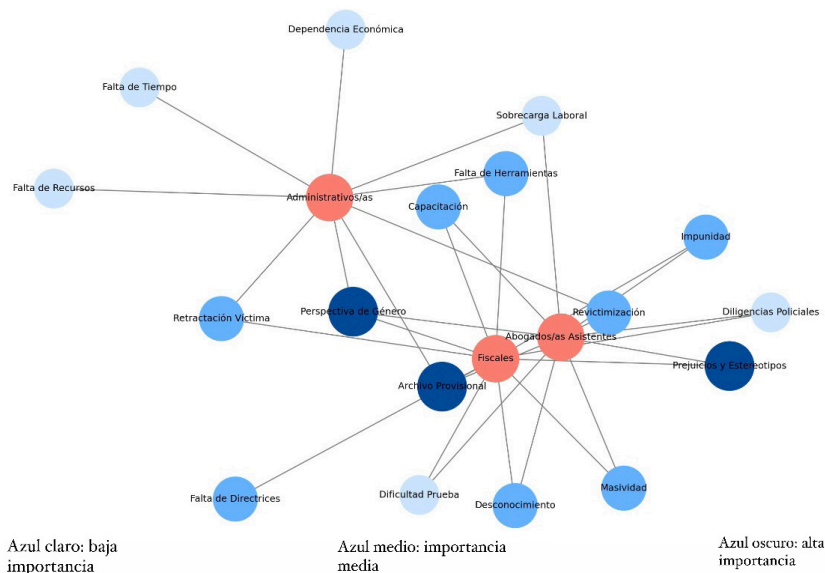 Dependencia Económica
Falta de Tiempo
Sobrecarga Laboral
Falta de Herramientas
Falta de Recursos
Administrativos/as
Capacitación
Impunidad
Retractación Víctima
Perspectiva de Género
Revictimización
Diligencias Policiales
Abogados/as Asistentes
Fiscales
Prejuicios y Estereotipos
Archivo Provisional
Falta de Directrices
Dificultad Prueba
Desconocimiento
Masividad
Azul claro: baja
importancia
Azul medio: importancia
media
Azul oscuro: alta
importancia